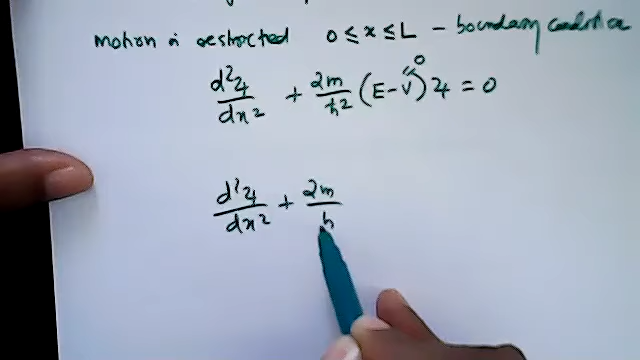 motion is restricted 0 ≤ x ≤ L - boundary condition
d²ψ/dx² + 2m/ħ² (E - V) ψ = 0
0
d²ψ/dx² + 2m/ħ